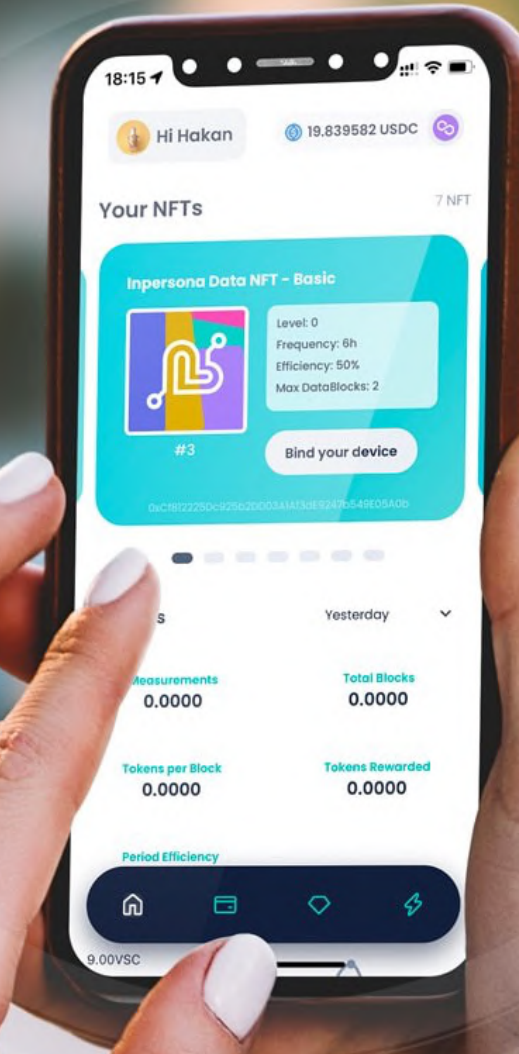 18:15
Hi Hakan
19.839582 USDC
Your NFTs
7 NFT
Inpersona Data NFT - Basic
Level: 0
Frequency: 6h
Efficiency: 50%
Max DataBlocks: 2
#3
Bind your device
s
Yesterday
Measurements
Total Blocks
0.0000
0.0000
Tokens per Block
Tokens Rewarded
0.0000
0.0000
Period Efficiency
9.00VSC